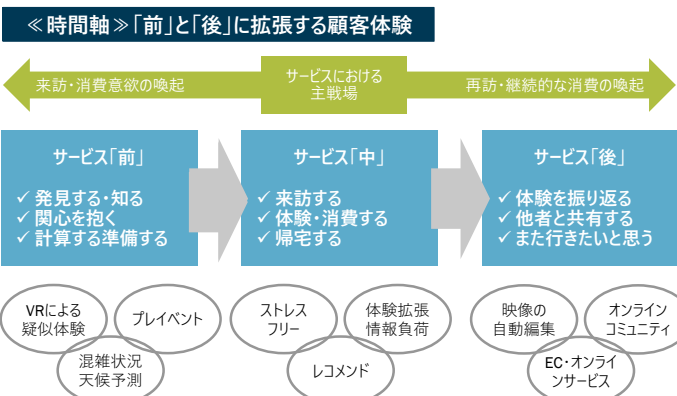 ≪時間軸≫「前」と「後」に拡張する顧客体験
来訪・消費意欲の喚起
サービスにおける
主戦場
再訪・継続的な消費の喚起
サービス「前」
✓ 発見する・知る
✓ 関心を抱く
✓ 計算する準備する
サービス「中」
✓ 来訪する
✓ 体験・消費する
✓ 帰宅する
サービス「後」
✓ 体験を振り返る
✓ 他者と共有する
✓ また行きたいと思う
VRによる
疑似体験
プレイベント
混雑状況
天候予測
ストレス
フリー
体験拡張
情報負荷
レコメンド
映像の
自動編集
オンライン
コミュニティ
EC・オンライ
ンサービス